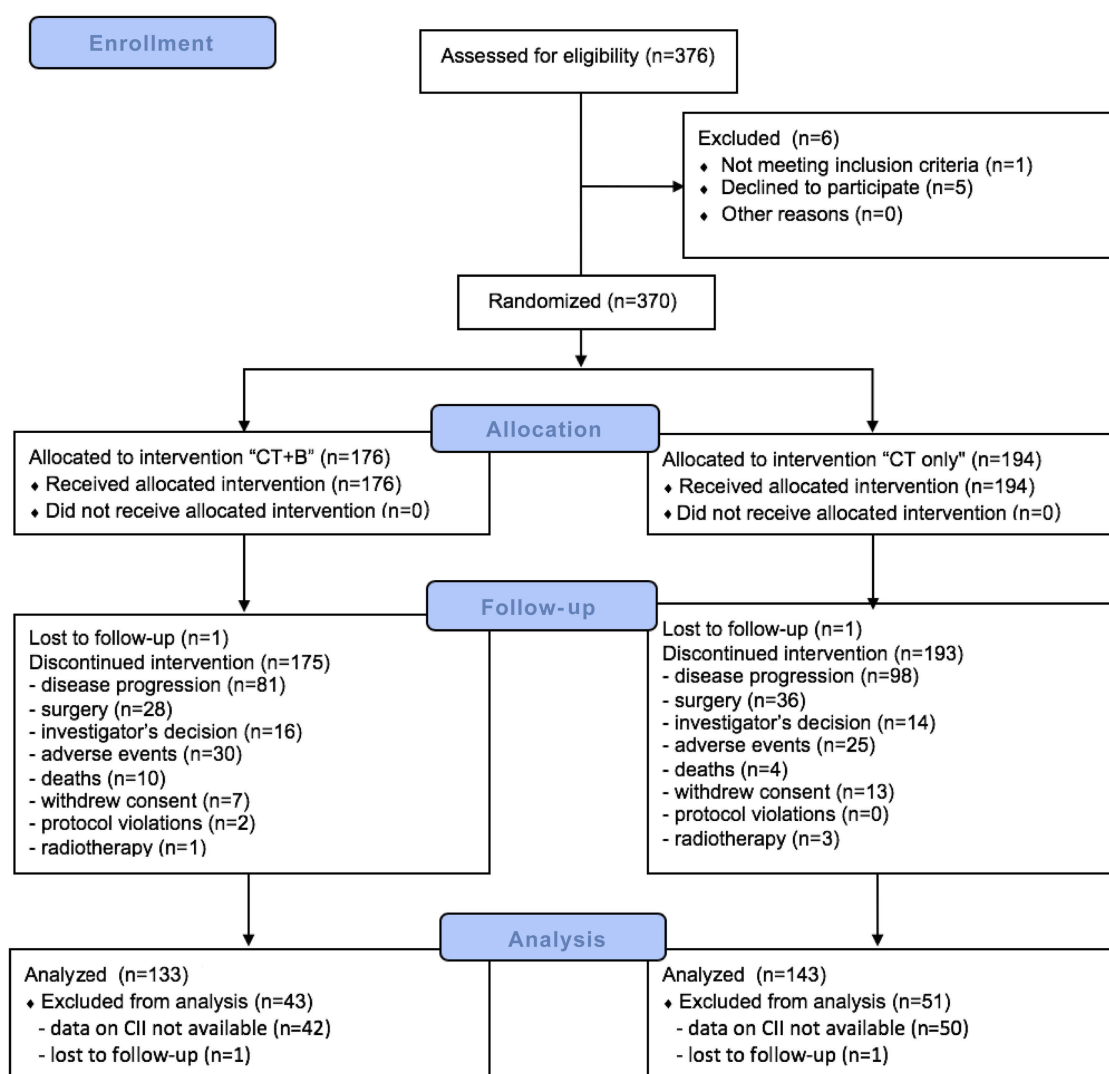 Enrollment
Assessed for eligibility (n=376)
Excluded (n=6)
♦ Not meeting inclusion criteria (n=1)
♦ Declined to participate (n=5)
♦ Other reasons (n=0)
Randomized (n=370)
Allocation
Allocated to intervention “CT+B” (n=176)
♦ Received allocated intervention (n=176)
♦ Did not receive allocated intervention (n=0)
Allocated to intervention “CT only" (n=194)
♦ Received allocated intervention (n=194)
♦ Did not receive allocated intervention (n=0)
Follow-up
Lost to follow-up (n=1)
Discontinued intervention (n=175)
- disease progression (n=81)
- surgery (n=28)
- investigator’s decision (n=16)
- adverse events (n=30)
- deaths (n=10)
- withdrew consent (n=7)
- protocol violations (n=2)
- radiotherapy (n=1)
Lost to follow-up (n=1)
Discontinued intervention (n=193)
- disease progression (n=98)
- surgery (n=36)
- investigator’s decision (n=14)
- adverse events (n=25)
- deaths (n=4)
- withdrew consent (n=13)
- protocol violations (n=0)
- radiotherapy (n=3)
Analysis
Analyzed (n=133)
♦ Excluded from analysis (n=43)
- data on CII not available (n=42)
- lost to follow-up (n=1)
Analyzed (n=143)
♦ Excluded from analysis (n=51)
- data on CII not available (n=50)
- lost to follow-up (n=1)